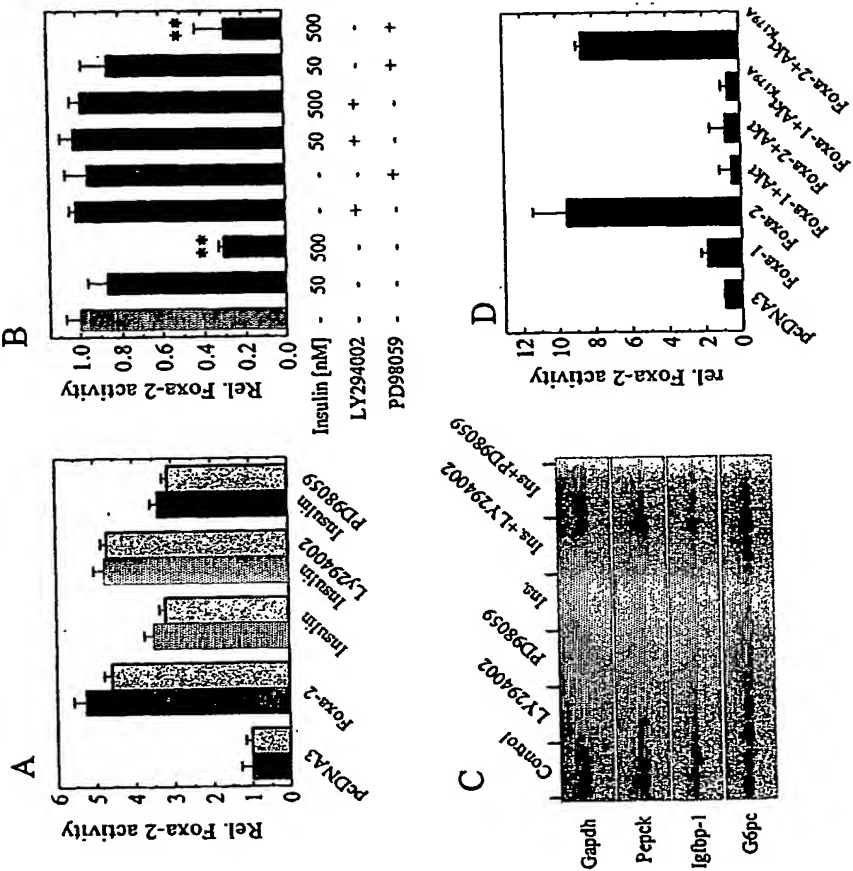 A
Rel. Foxa-2 activity
6
5
4
3
2
1
0
pcDNA3
Foxa-2
Insulin
Insulin
Ly294002
Insulin
PD98059
B
Rel. Foxa-2 activity
1.0
0.8
0.6
0.4
0.2
0.0
** **
Insulin [nM] - 50 500 - - 50 500 50 500
LY294002 - - - + - + + - -
PD98059 - - - - + - - + +
C
Control
LY294002
PD98059
Ins.
Ins.+LY294002
Ins+PD98059
Gapdh
Pepck
Igfbp-1
G6pc
D
rel. Foxa-2 activity
12
10
8
6
4
2
0
pcDNA3
Foxa-1
Foxa-2
Foxa-1+Akt
Foxa-2+Akt
Foxa-1+AktK179A
Foxa-2+AktK179A